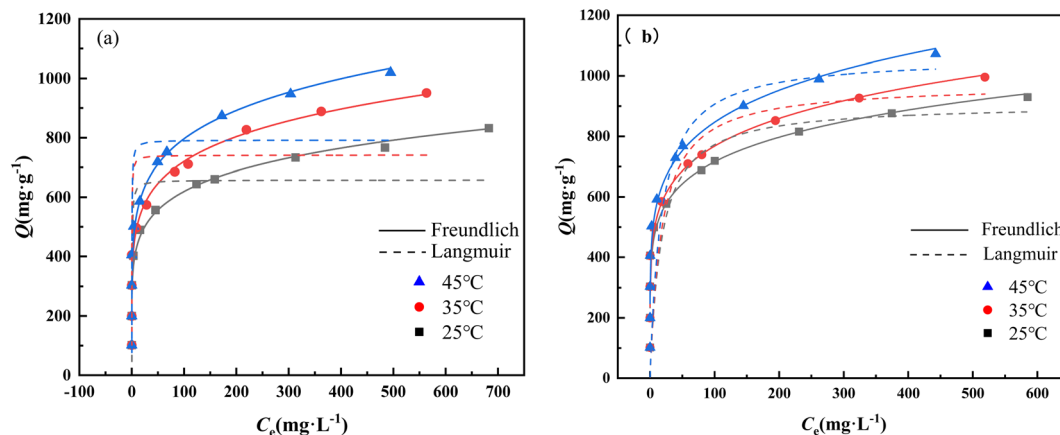 (a)
1200
1000
800
600
400
200
0
Q(mg·g⁻¹)
Freundlich
Langmuir
45°C
35°C
25°C
-100 0 100 200 300 400 500 600 700
Cₑ(mg·L⁻¹)
（b）
1200
1000
800
600
400
200
0
Q(mg·g⁻¹)
Freundlich
Langmuir
45°C
35°C
25°C
0 100 200 300 400 500 600
Cₑ(mg·L⁻¹)